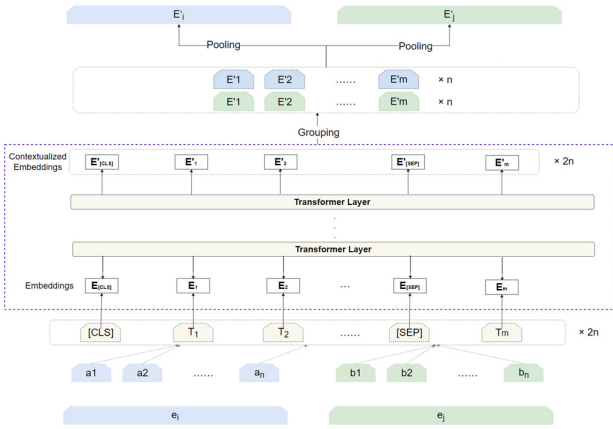 E'i E'j
Pooling Pooling
E'1 E'2 ...... E'm × n
E'1 E'2 ...... E'm × n
Grouping
Contextualized
Embeddings
E'[CLS] E'1 E'2 E'[SEP] E'm × 2n
Transformer Layer
Transformer Layer
Embeddings E[CLS] E1 E2 ... E[SEP] Em
[CLS] T1 T2 ...... [SEP] Tm × 2n
a1 a2 ...... an b1 b2 ...... bn
ei ej